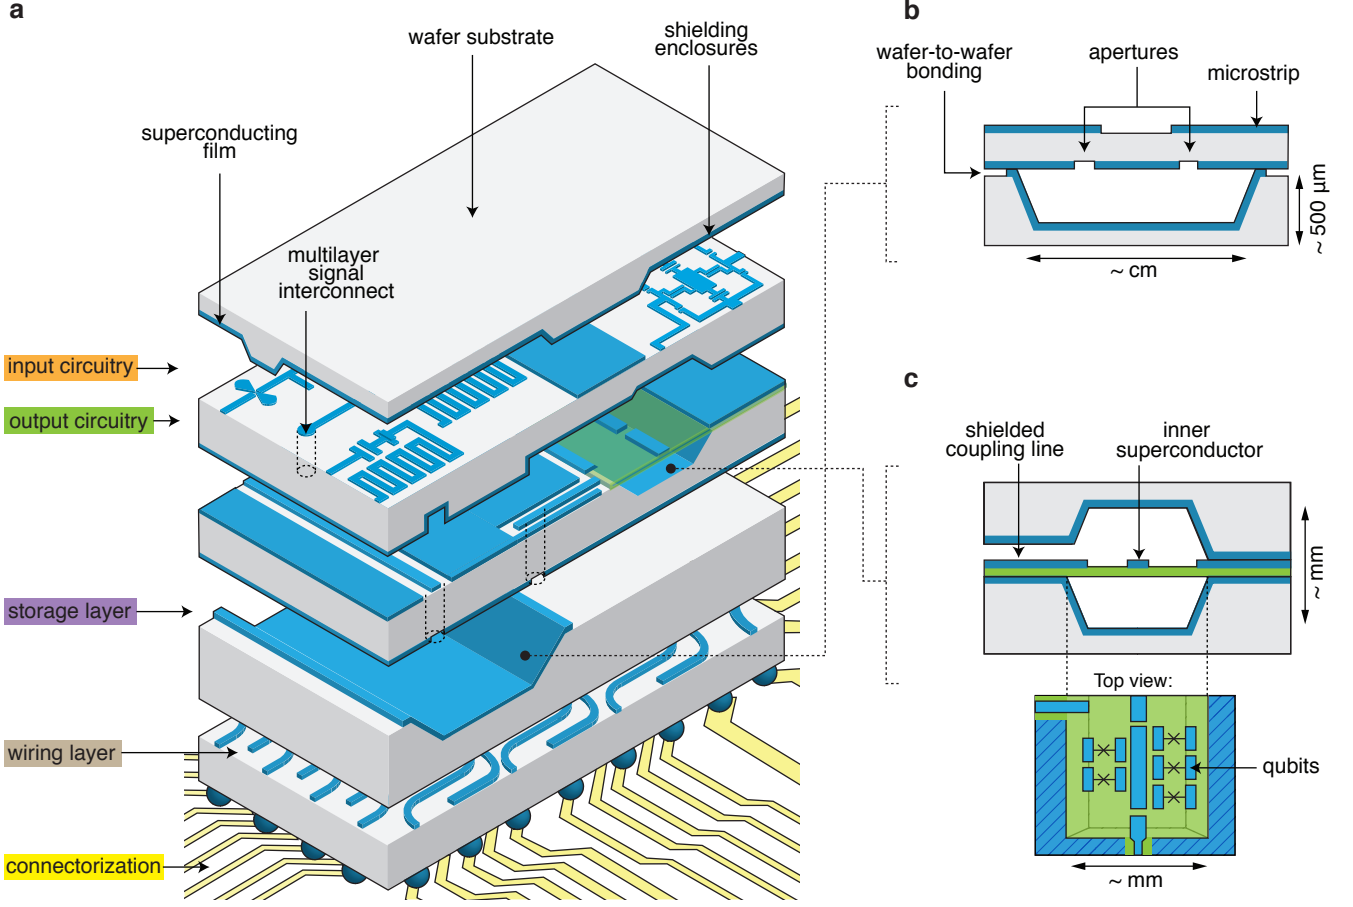 a
wafer substrate
shielding
enclosures
superconducting
film
multilayer
signal
interconnect
input circuitry
output circuitry
storage layer
wiring layer
connectorization
b
wafer-to-wafer
bonding
apertures
microstrip
~ 500 µm
~ cm
c
shielded
coupling line
inner
superconductor
~ mm
Top view:
qubits
~ mm